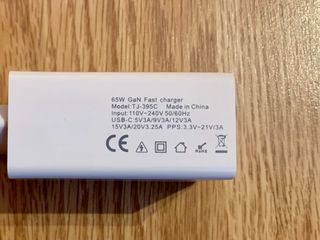 65W GaN Fast charger
Model:TJ-395C  Made in China
Input:110V~240V 50/60Hz
USB-C:5V3A/9V3A/12V3A
15V3A/20V3.25A  PPS:3.3V~21V/3A
CE